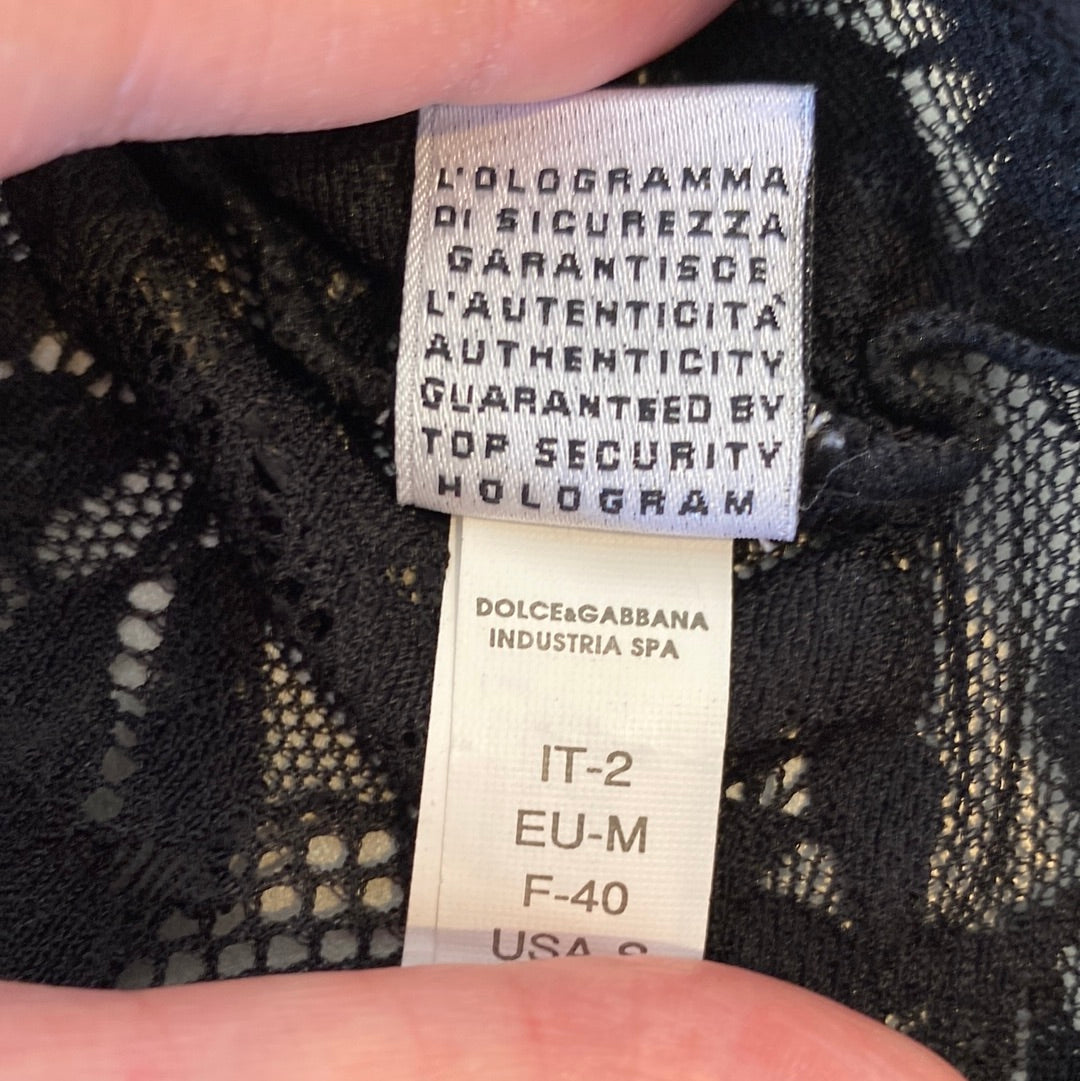 L'OLOGRAMMA
DI SICUREZZA
GARANTISCE
L'AUTENTICITÀ
AUTHENTICITY
GUARANTEED BY
TOP SECURITY
HOLOGRAM
DOLCE&GABBANA
INDUSTRIA SPA
IT-2
EU-M
F-40
USA-S